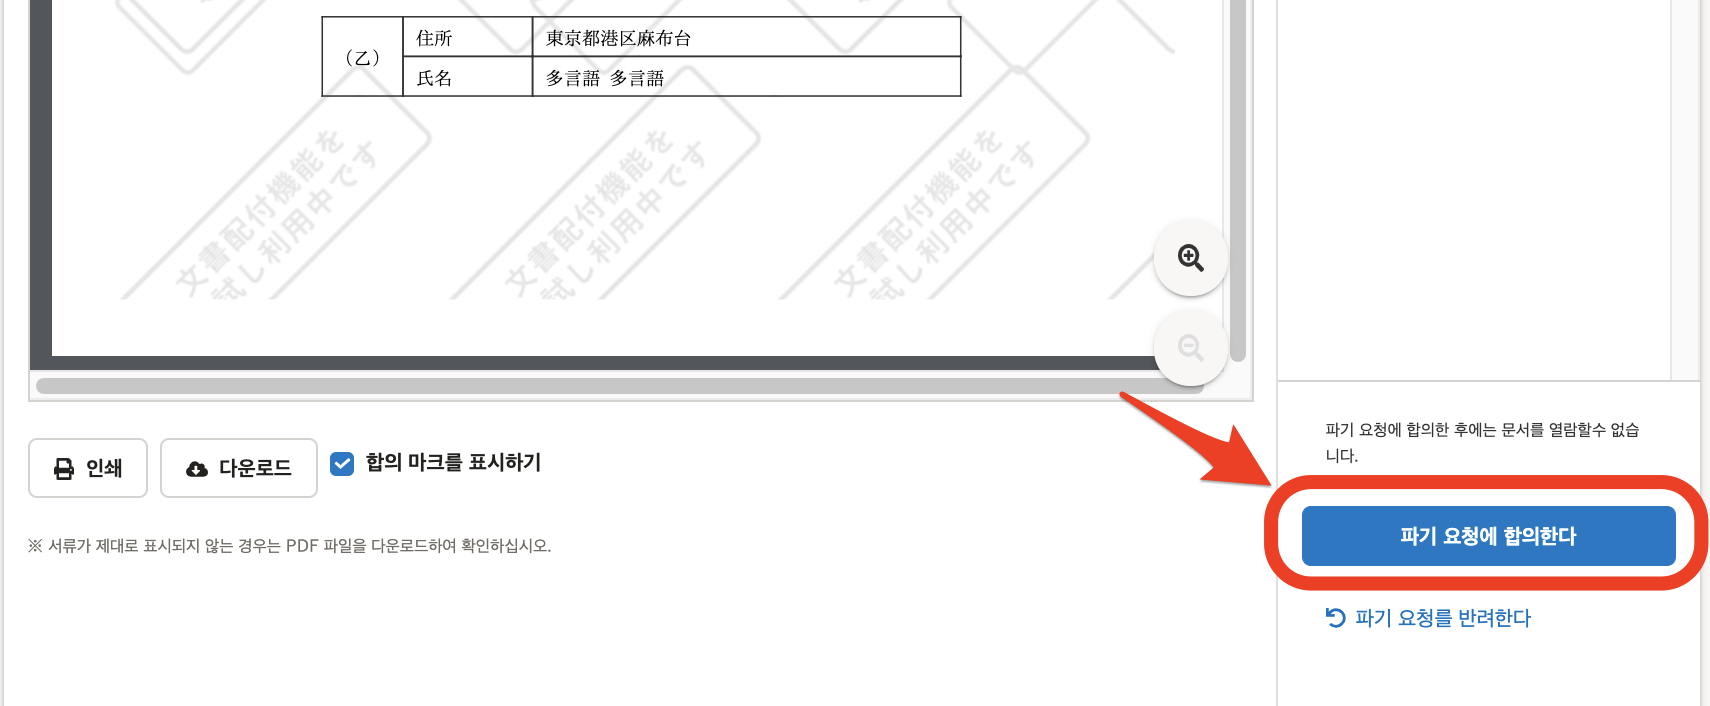 (乙)
住所
東京都港区麻布台
氏名
多言語 多言語
文書配付機能を
試し利用中です
文書配付機能を
試し利用中です
文書配付機能を
試し利用中です
인쇄
다운로드
합의 마크를 표시하기
※ 서류가 제대로 표시되지 않는 경우는 PDF 파일을 다운로드하여 확인하십시오.
파기 요청에 합의한 후에는 문서를 열람할수 없습
니다.
파기 요청에 합의한다
파기 요청를 반려한다